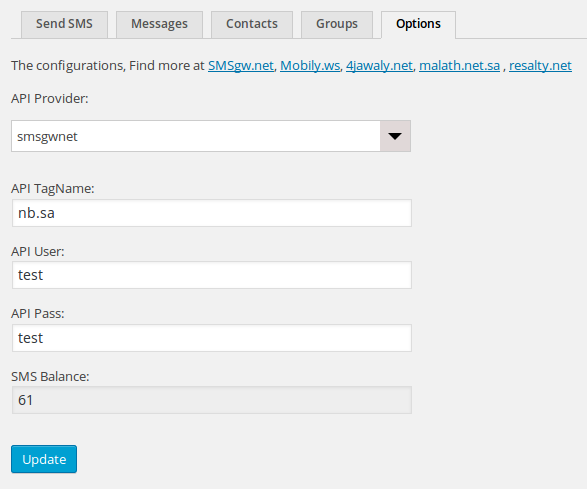 Send SMS Messages Contacts Groups Options
The configurations, Find more at SMSgw.net, Mobily.ws, 4jawaly.net, malath.net.sa , resalty.net
API Provider:
smsgwnet
API TagName:
nb.sa
API User:
test
API Pass:
test
SMS Balance:
61
Update